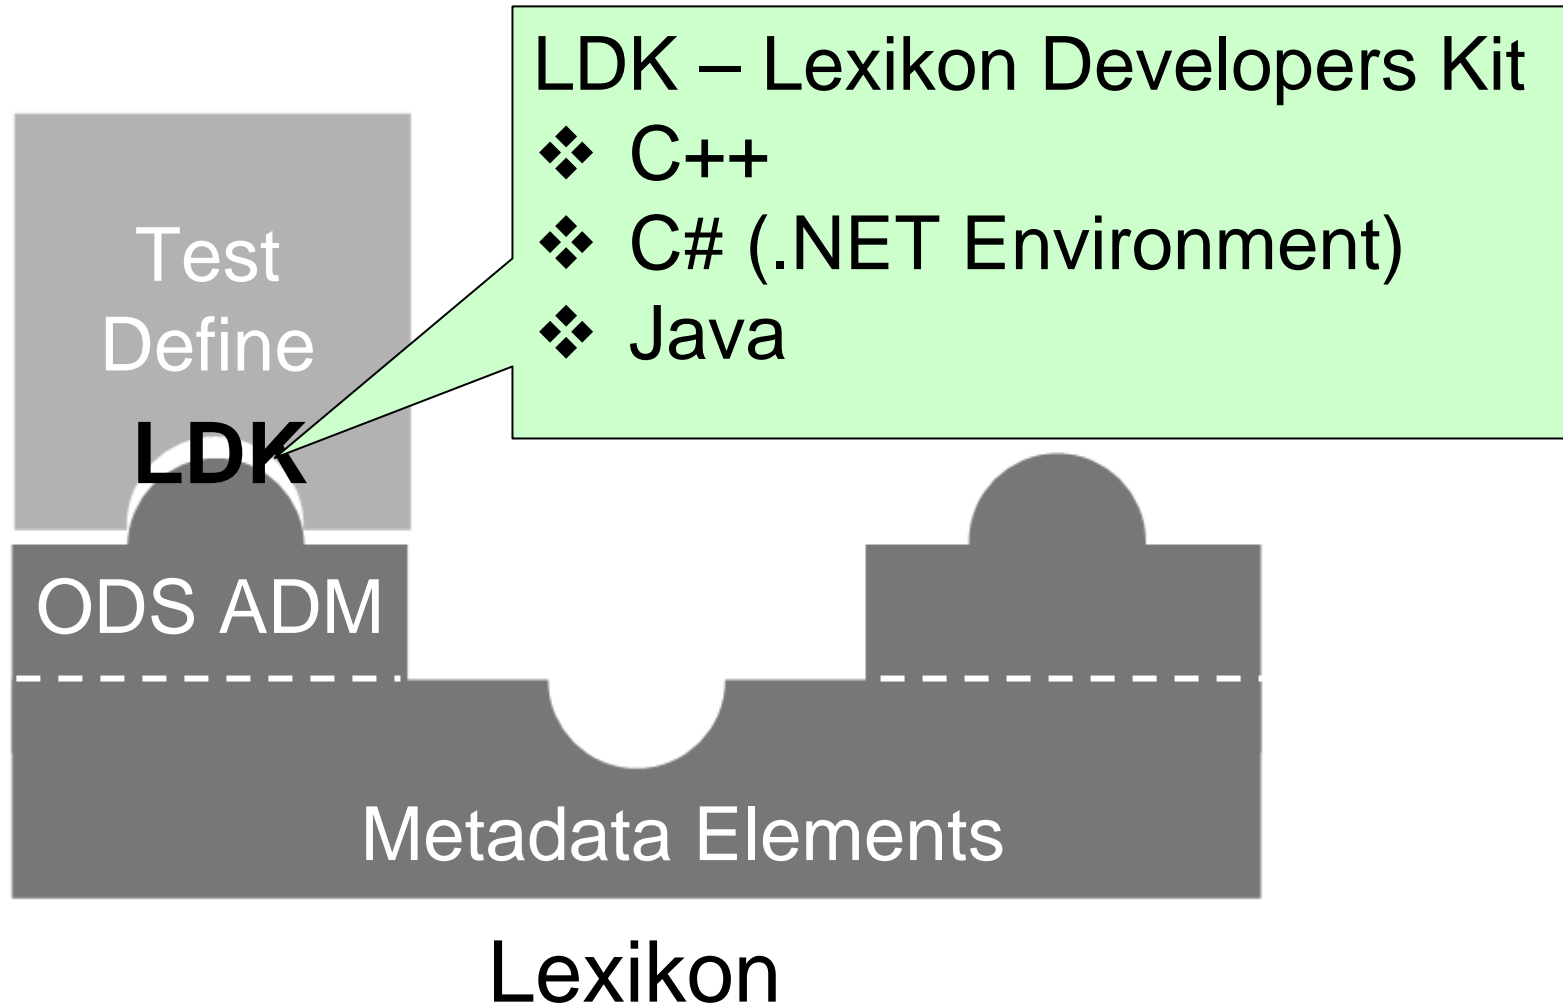 LDK – Lexikon Developers Kit
❖ C++
❖ C# (.NET Environment)
❖ Java
Test
Define
LDK
ODS ADM
Metadata Elements
Lexikon